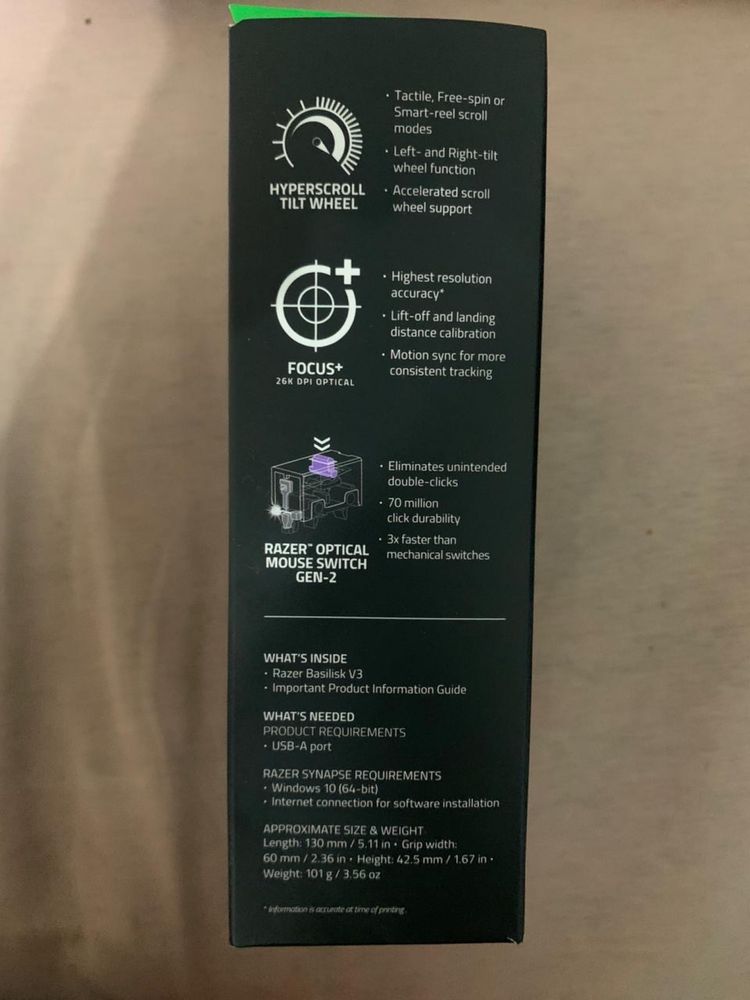 HYPERSCROLL
TILT WHEEL
• Tactile, Free-spin or
Smart-reel scroll
modes
• Left- and Right-tilt
wheel function
• Accelerated scroll
wheel support
FOCUS+
26K DPI OPTICAL
• Highest resolution
accuracy*
• Lift-off and landing
distance calibration
• Motion sync for more
consistent tracking
RAZER™ OPTICAL
MOUSE SWITCH
GEN-2
• Eliminates unintended
double-clicks
• 70 million
click durability
• 3x faster than
mechanical switches
WHAT'S INSIDE
• Razer Basilisk V3
• Important Product Information Guide
WHAT'S NEEDED
PRODUCT REQUIREMENTS
• USB-A port
RAZER SYNAPSE REQUIREMENTS
• Windows 10 (64-bit)
• Internet connection for software installation
APPROXIMATE SIZE & WEIGHT
Length: 130 mm / 5.11 in • Grip width:
60 mm / 2.36 in • Height: 42.5 mm / 1.67 in •
Weight: 101 g / 3.56 oz
* Information is accurate at time of printing.